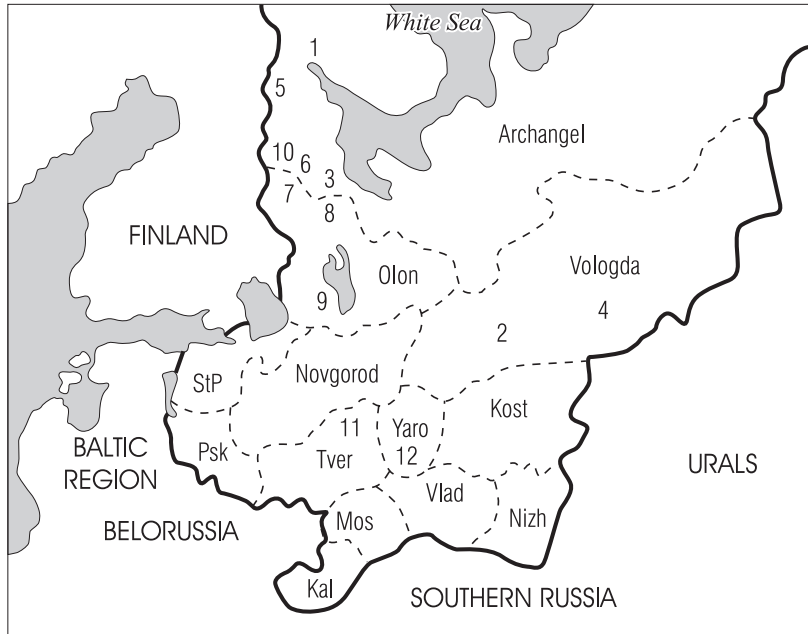 White Sea
1
5
Archangel
10
6
3
7
8
FINLAND
Olon
Vologda
9
4
2
StP
Novgorod
Kost
11
Yaro
BALTIC
REGION
Psk
Tver
12
URALS
Vlad
BELORUSSIA
Mos
Nizh
Kal
SOUTHERN RUSSIA